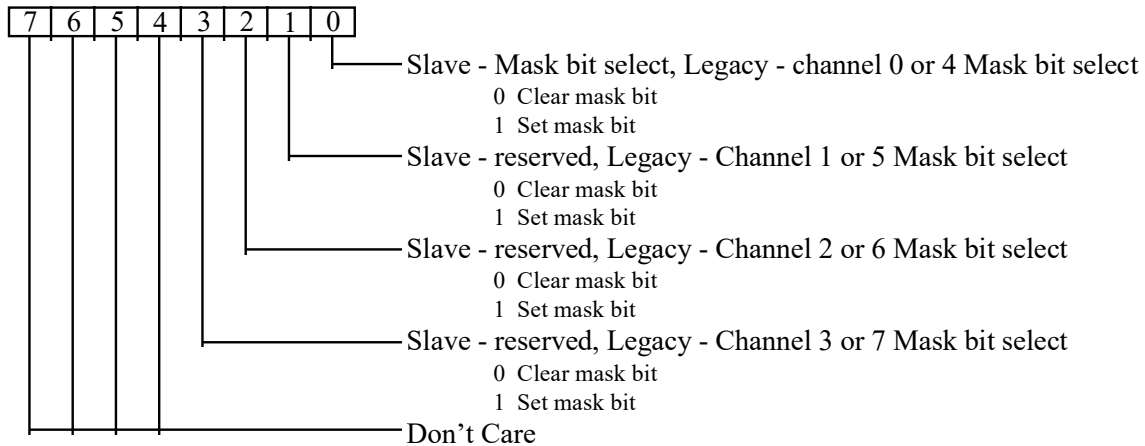 7 6 5 4 3 2 1 0
Slave - Mask bit select, Legacy - channel 0 or 4 Mask bit select
0 Clear mask bit
1 Set mask bit
Slave - reserved, Legacy - Channel 1 or 5 Mask bit select
0 Clear mask bit
1 Set mask bit
Slave - reserved, Legacy - Channel 2 or 6 Mask bit select
0 Clear mask bit
1 Set mask bit
Slave - reserved, Legacy - Channel 3 or 7 Mask bit select
0 Clear mask bit
1 Set mask bit
Don’t Care